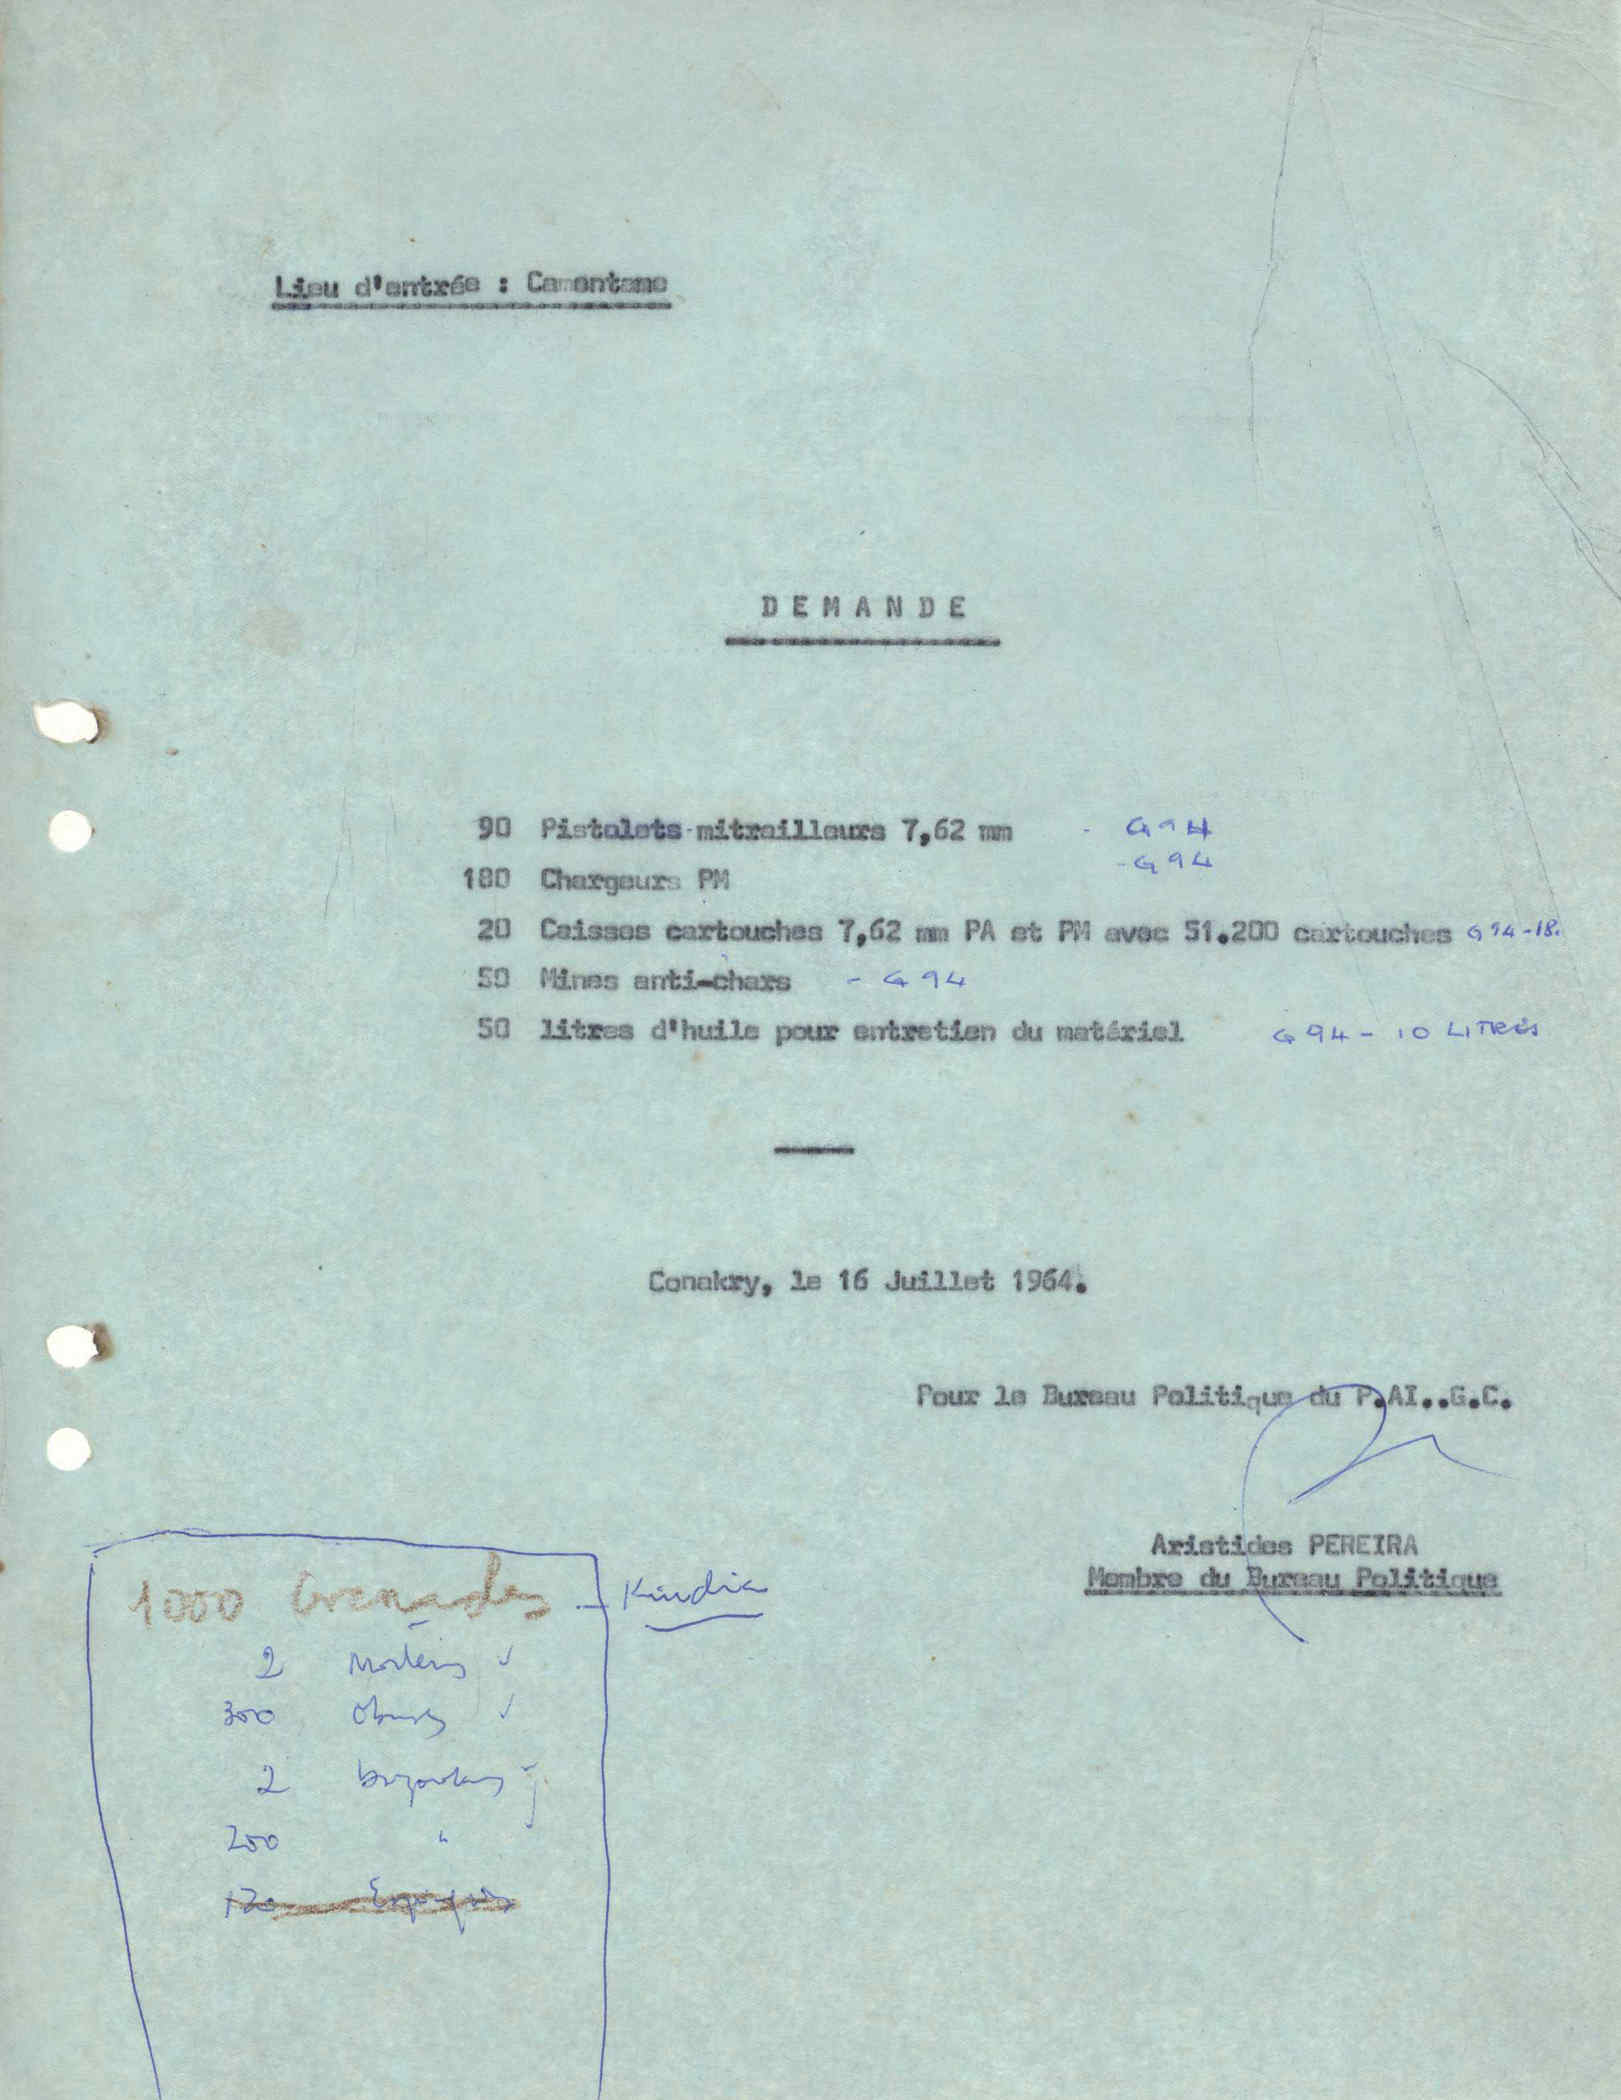 Lieu d'entrée : Camontame
DEMANDE
90 Pistolets-mitrailleurs 7,62 mm - G94
180 Chargeurs PM - G94
20 Caisses cartouches 7,62 mm PA et PM avec 51.200 cartouches G94-18.
50 Mines anti-chars - G94
50 litres d'huile pour entretien du matériel G94 - 10 LITRES
Conakry, le 16 Juillet 1964.
Pour le Bureau Politique du P.AI..G.C.
Aristides PEREIRA
Membre du Bureau Politique
1000 Grenades - Kindia
2 Mortiers
300 Obuses
2 bazookas
200 "